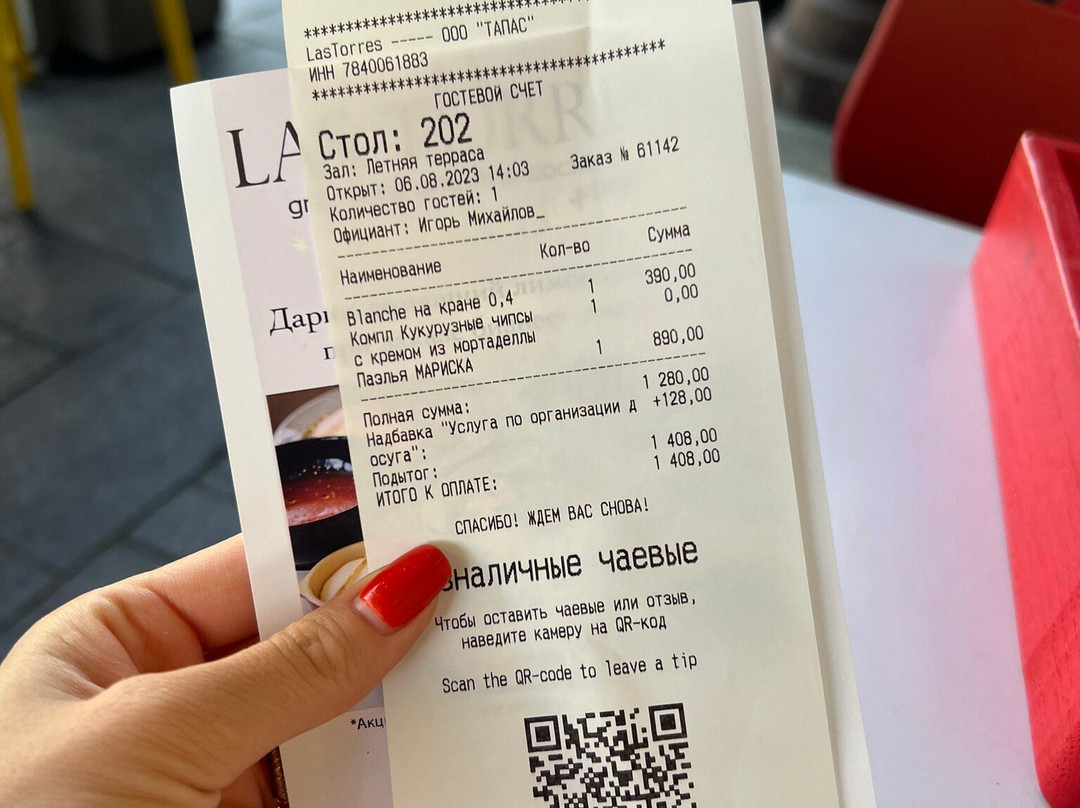 ****************************************
LasTorres ----- ООО "ТАПАС"
ИНН 7840061883
****************************************
ГОСТЕВОЙ СЧЕТ
Стол: 202
Зал: Летняя терраса
Открыт: 06.08.2023 14:03 Заказ № 61142
Количество гостей: 1
Официант: Игорь Михайлов_
Наименование Кол-во Сумма
Blanche на кране 0,4 1 390,00
Компл Кукурузные чипсы 1 0,00
с кремом из мортаделлы
Паэлья МАРИСКА 1 890,00
Полная сумма: 1 280,00
Надбавка "Услуга по организации д +128,00
осуга":
Подытог: 1 408,00
ИТОГО К ОПЛАТЕ: 1 408,00
СПАСИБО! ЖДЕМ ВАС СНОВА!
зналичные чаевые
Чтобы оставить чаевые или отзыв,
наведите камеру на QR-код
Scan the QR-code to leave a tip
LA
gr
Дари
*Акц